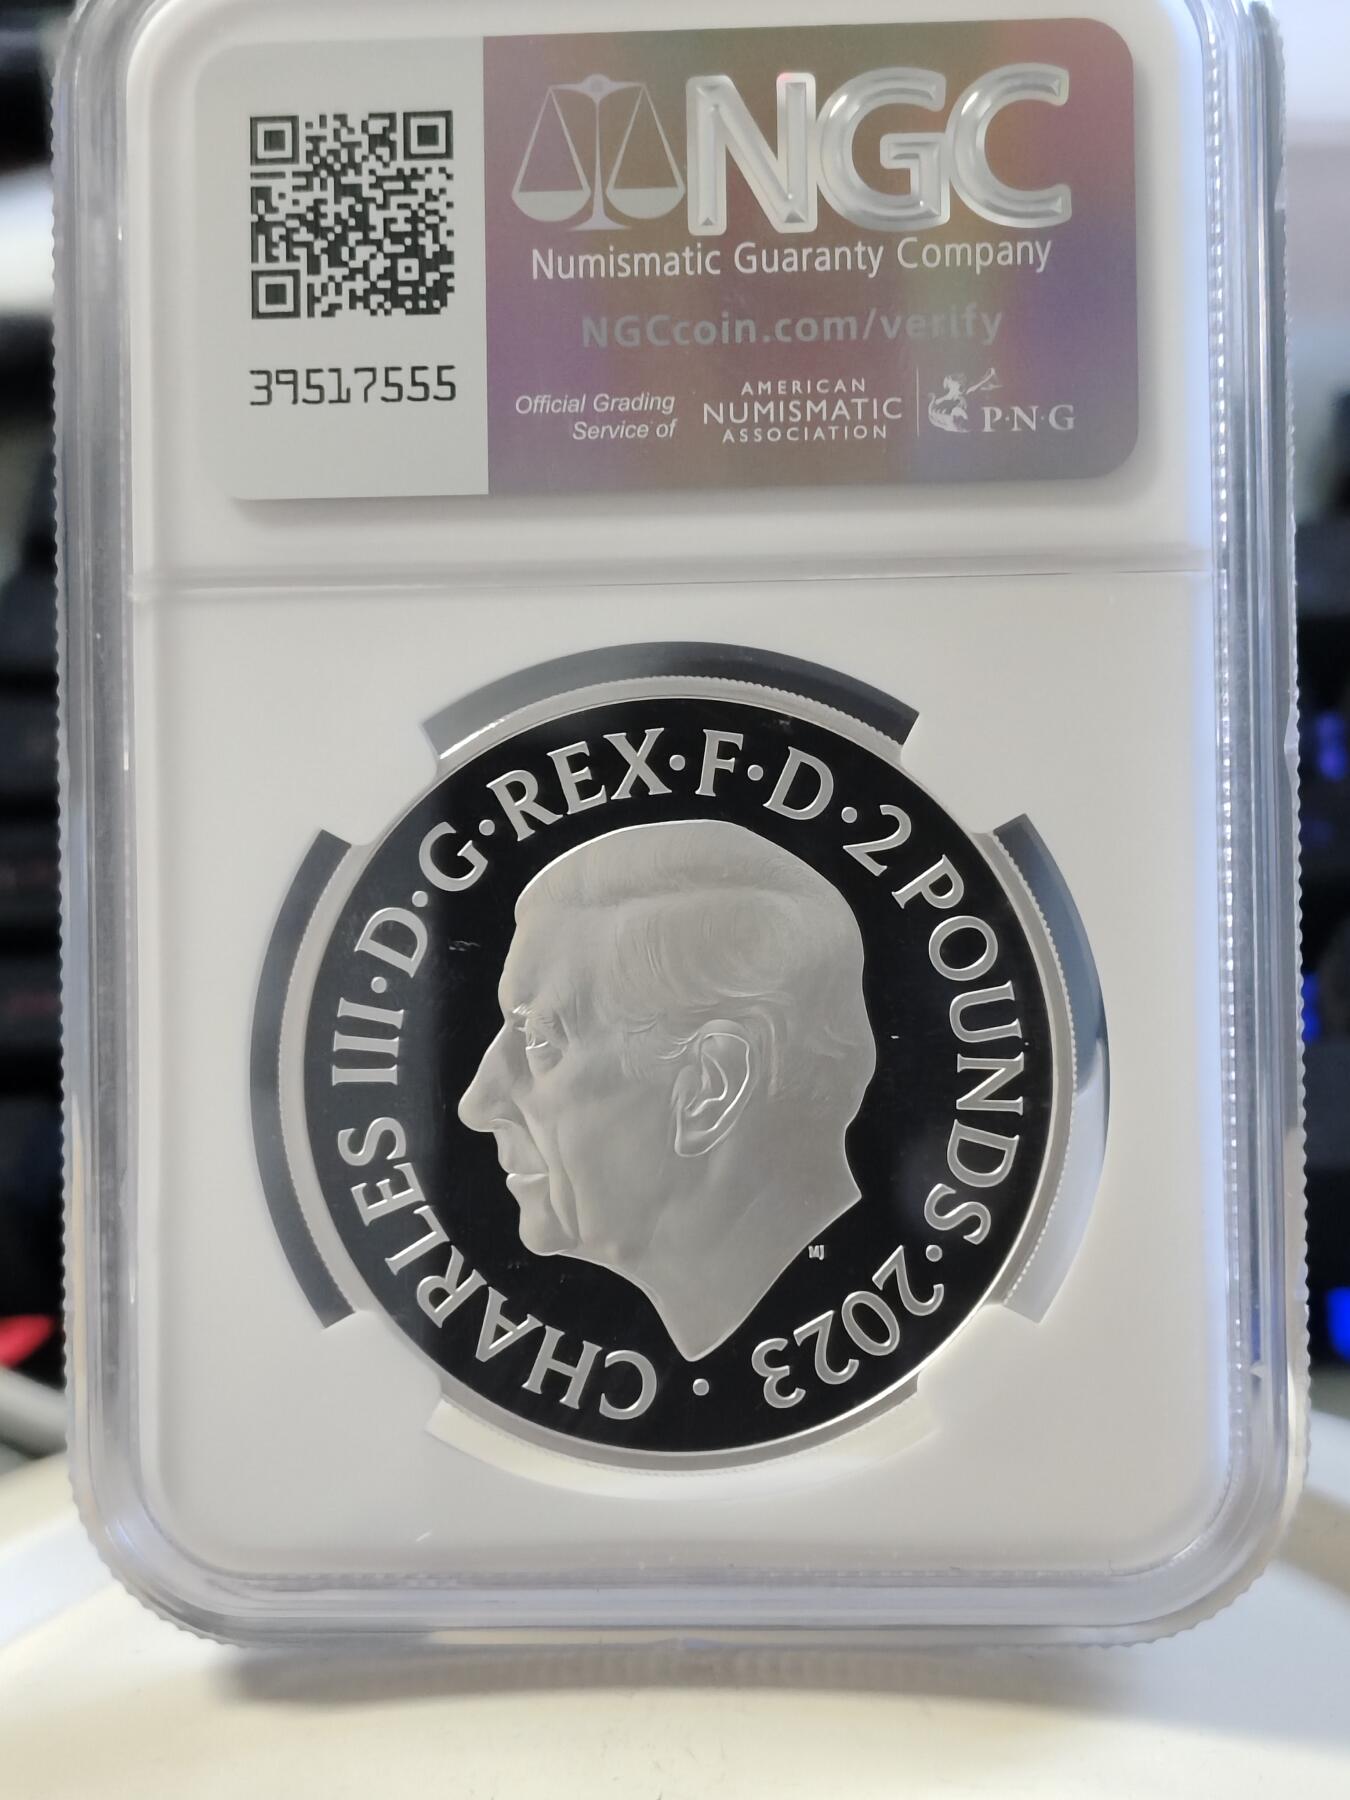 NGC
Numismatic Guaranty Company
NGCcoin.com/verify
39517555
Official Grading
Service of
AMERICAN
NUMISMATIC
ASSOCIATION
P·N·G
CHARLES III·D·G·REX·F·D·2 POUNDS·2023·
MJ